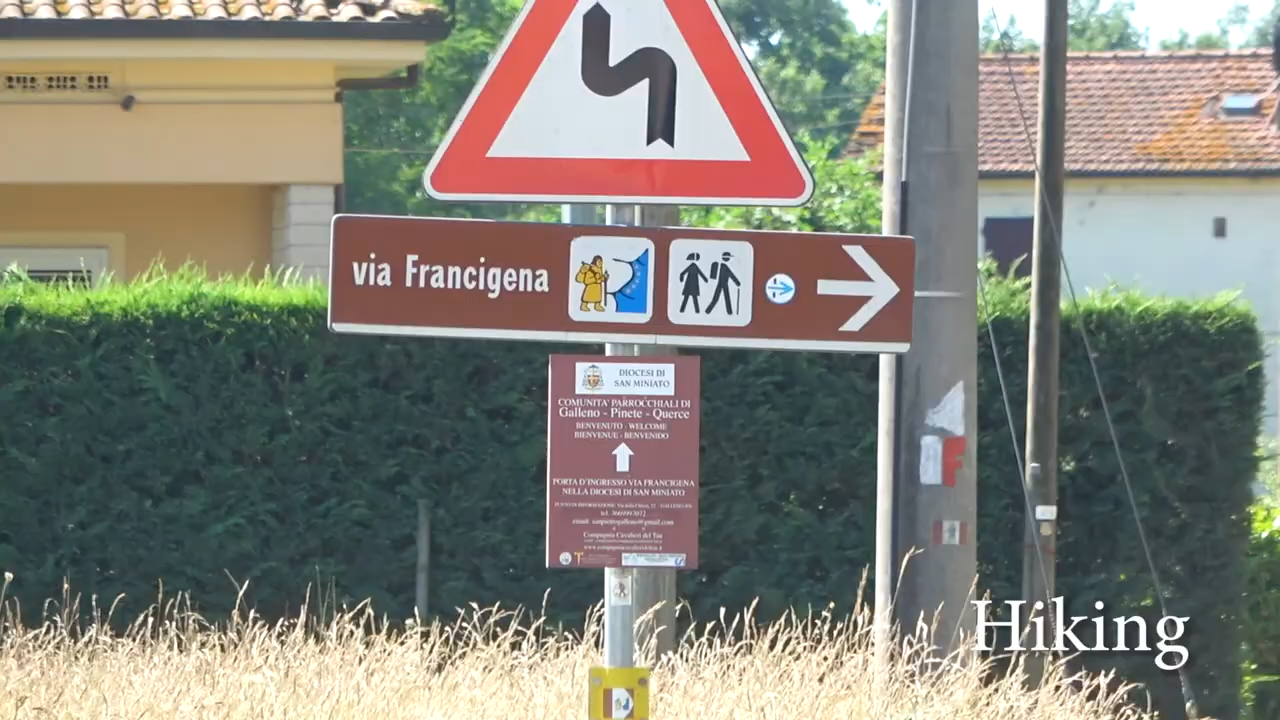 via Francigena
DIOCESI DI
SAN MINIATO
COMUNITA' PARROCCHIALI DI
Galleno - Pinete - Querce
BENVENUTO - WELCOME
BIENVENUE - BENVENIDO
PORTA D'INGRESSO VIA FRANCIGENA
NELLA DIOCESI DI SAN MINIATO
Compagnia Cavalieri del Tau
Hiking